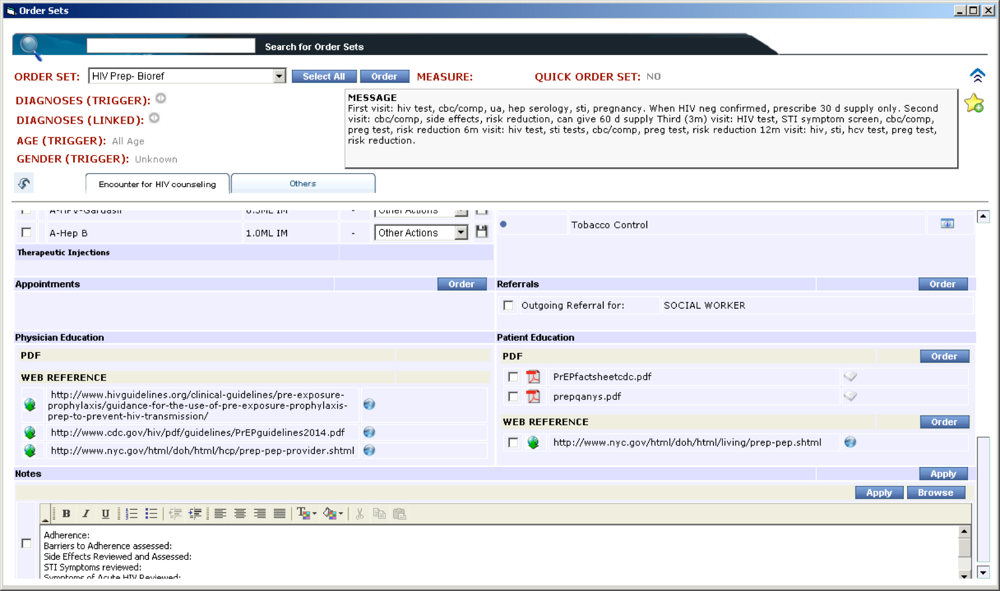 Order Sets
Search for Order Sets
ORDER SET: HIV Prep- Bioref Select All Order MEASURE: QUICK ORDER SET: NO
DIAGNOSES (TRIGGER):
DIAGNOSES (LINKED):
AGE (TRIGGER): All Age
GENDER (TRIGGER): Unknown
MESSAGE
First visit: hiv test, cbc/comp, ua, hep serology, sti, pregnancy. When HIV neg confirmed, prescribe 30 d supply only. Second
visit: cbc/comp, side effects, risk reduction, can give 60 d supply Third (3m) visit: HIV test, STI symptom screen, cbc/comp,
preg test, risk reduction 6m visit: hiv test, sti tests, cbc/comp, preg test, risk reduction 12m visit: hiv, sti, hcv test, preg test,
risk reduction.
Encounter for HIV counseling Others
A-HPV-Gardasil 0.5ML IM - Other Actions
A-Hep B 1.0ML IM - Other Actions
Therapeutic Injections
Tobacco Control
Appointments Order
Referrals Order
Outgoing Referral for: SOCIAL WORKER
Physician Education
PDF
WEB REFERENCE
http://www.hivguidelines.org/clinical-guidelines/pre-exposure-
prophylaxis/guidance-for-the-use-of-pre-exposure-prophylaxis-
prep-to-prevent-hiv-transmission/
http://www.cdc.gov/hiv/pdf/guidelines/PrEPguidelines2014.pdf
http://www.nyc.gov/html/doh/html/hcp/prep-pep-provider.shtml
Patient Education
PDF Order
PrEPfactsheetcdc.pdf
prepqanys.pdf
WEB REFERENCE Order
http://www.nyc.gov/html/doh/html/living/prep-pep.shtml
Notes Apply
Apply Browse
B I U
Adherence:
Barriers to Adherence assessed:
Side Effects Reviewed and Assessed:
STI Symptoms reviewed:
Symptoms of Acute HIV Reviewed: